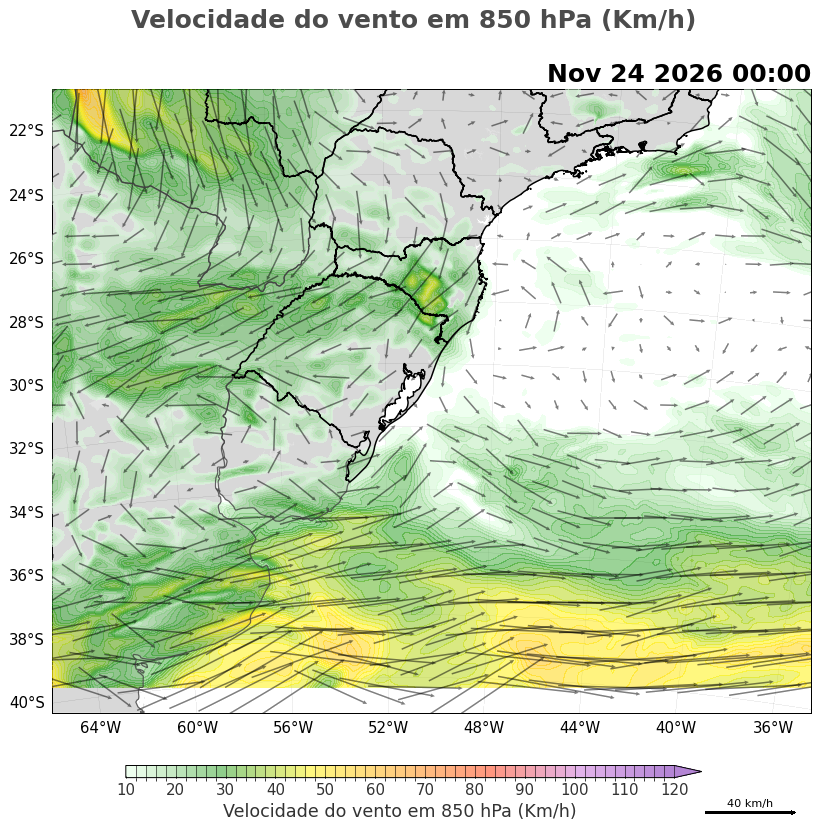 Velocidade do vento em 850 hPa (Km/h)
Nov 24 2026 00:00
22°S
24°S
26°S
28°S
30°S
32°S
34°S
36°S
38°S
40°S
64°W 60°W 56°W 52°W 48°W 44°W 40°W 36°W
10 20 30 40 50 60 70 80 90 100 110 120
Velocidade do vento em 850 hPa (Km/h)
40 km/h